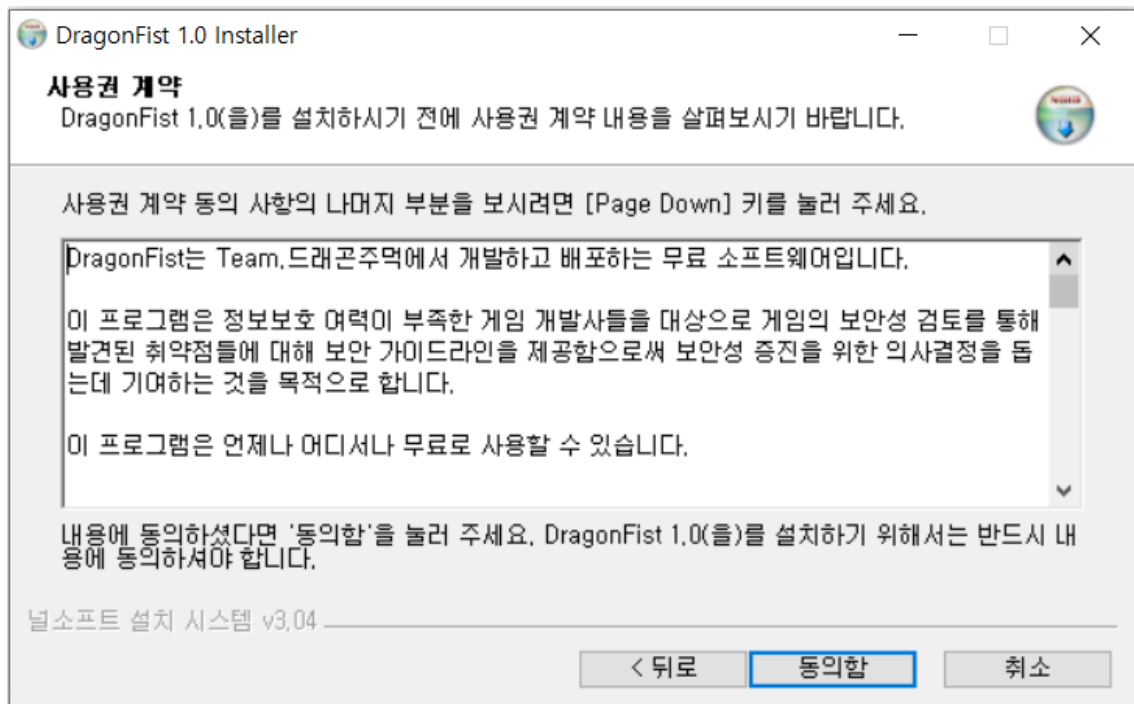 DragonFist 1.0 Installer
사용권 계약
DragonFist 1.0(을)를 설치하시기 전에 사용권 계약 내용을 살펴보시기 바랍니다.
사용권 계약 동의 사항의 나머지 부분을 보시려면 [Page Down] 키를 눌러 주세요.
DragonFist는 Team.드래곤주먹에서 개발하고 배포하는 무료 소프트웨어입니다.
이 프로그램은 정보보호 여력이 부족한 게임 개발사들을 대상으로 게임의 보안성 검토를 통해
발견된 취약점들에 대해 보안 가이드라인을 제공함으로써 보안성 증진을 위한 의사결정을 돕
는데 기여하는 것을 목적으로 합니다.
이 프로그램은 언제나 어디서나 무료로 사용할 수 있습니다.
내용에 동의하셨다면 '동의함'을 눌러 주세요. DragonFist 1.0(을)를 설치하기 위해서는 반드시 내
용에 동의하셔야 합니다.
널소프트 설치 시스템 v3.04
< 뒤로
동의함
취소